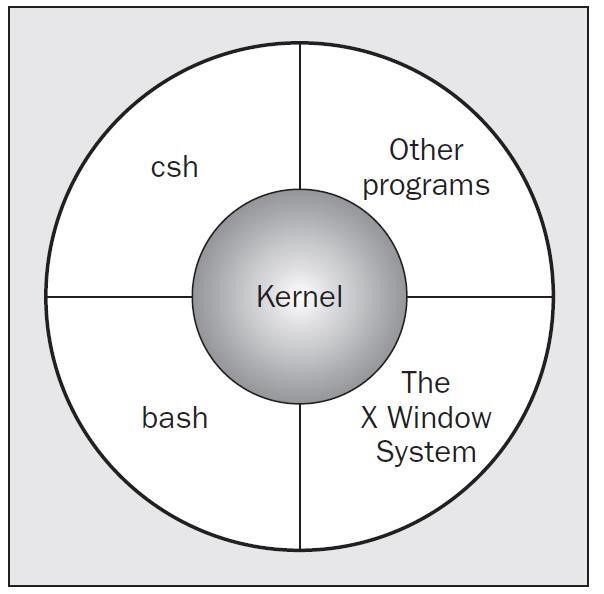 csh
Other
programs
Kernel
bash
The
X Window
System